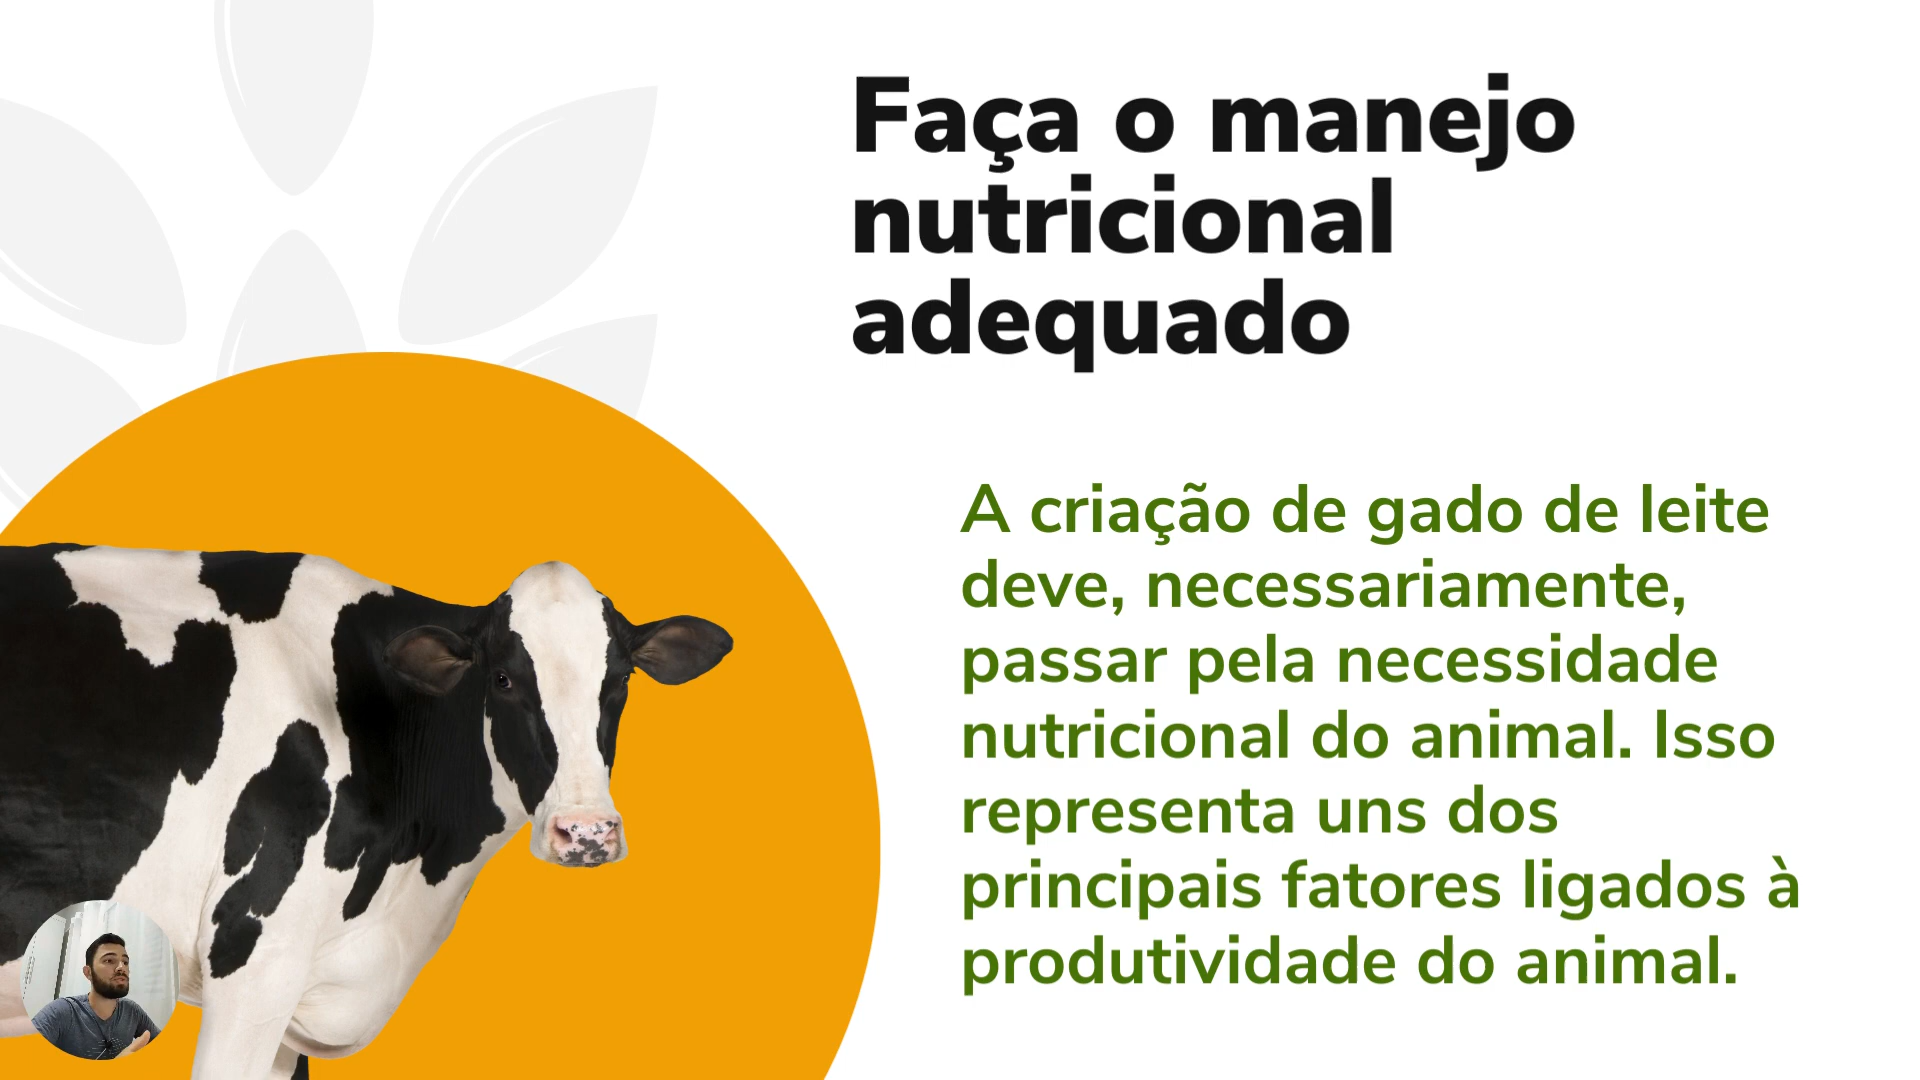 Faça o manejo
nutricional
adequado
A criação de gado de leite
deve, necessariamente,
passar pela necessidade
nutricional do animal. Isso
representa uns dos
principais fatores ligados à
produtividade do animal.